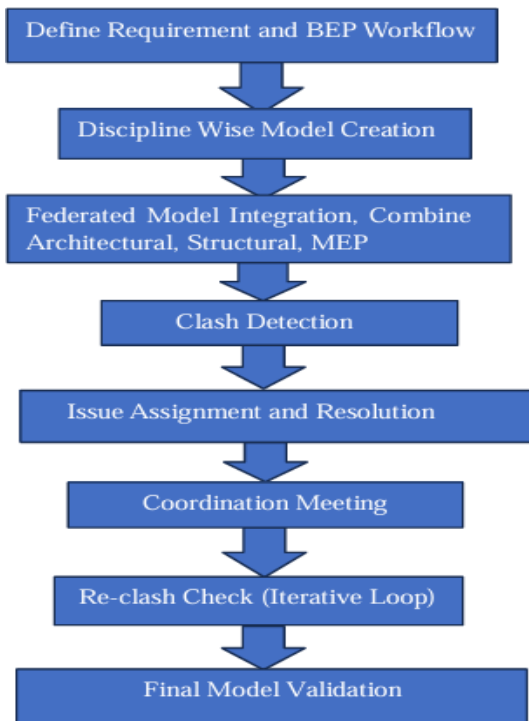 Define Requirement and BEP Workflow
Discipline Wise Model Creation
Federated Model Integration, Combine
Architectural, Structural, MEP
Clash Detection
Issue Assignment and Resolution
Coordination Meeting
Re-clash Check (Iterative Loop)
Final Model Validation